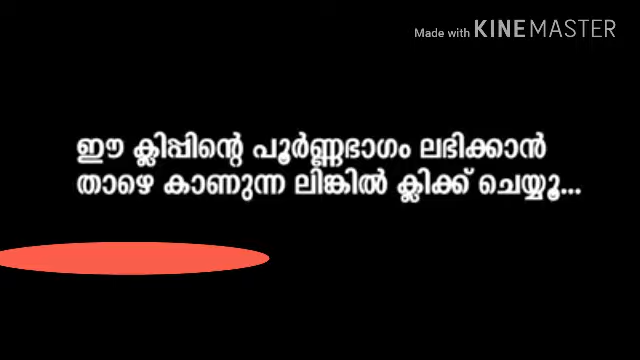 Made with KINEMASTER
ഈ ക്ലിപ്പിന്റെ പൂർണ്ണഭാഗം ലഭിക്കാൻ
താഴെ കാണുന്ന ലിങ്കിൽ ക്ലിക്ക് ചെയ്യൂ...